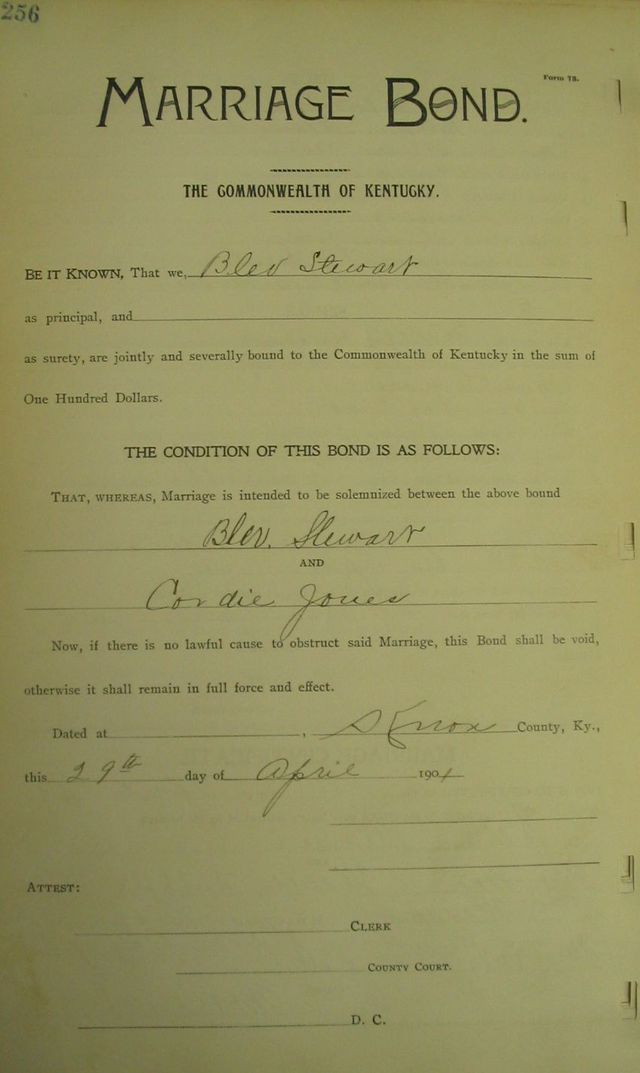 256
Form 78.
MARRIAGE BOND.
THE COMMONWEALTH OF KENTUCKY.
BE IT KNOWN, That we, Blev Stewart
as principal, and
as surety, are jointly and severally bound to the Commonwealth of Kentucky in the sum of
One Hundred Dollars.
THE CONDITION OF THIS BOND IS AS FOLLOWS:
THAT, WHEREAS, Marriage is intended to be solemnized between the above bound
Blev. Stewart
AND
Cordie Jones
Now, if there is no lawful cause to obstruct said Marriage, this Bond shall be void,
otherwise it shall remain in full force and effect.
Dated at , Knox County, Ky.,
this 29th day of April 190
ATTEST:
CLERK
COUNTY COURT.
D. C.